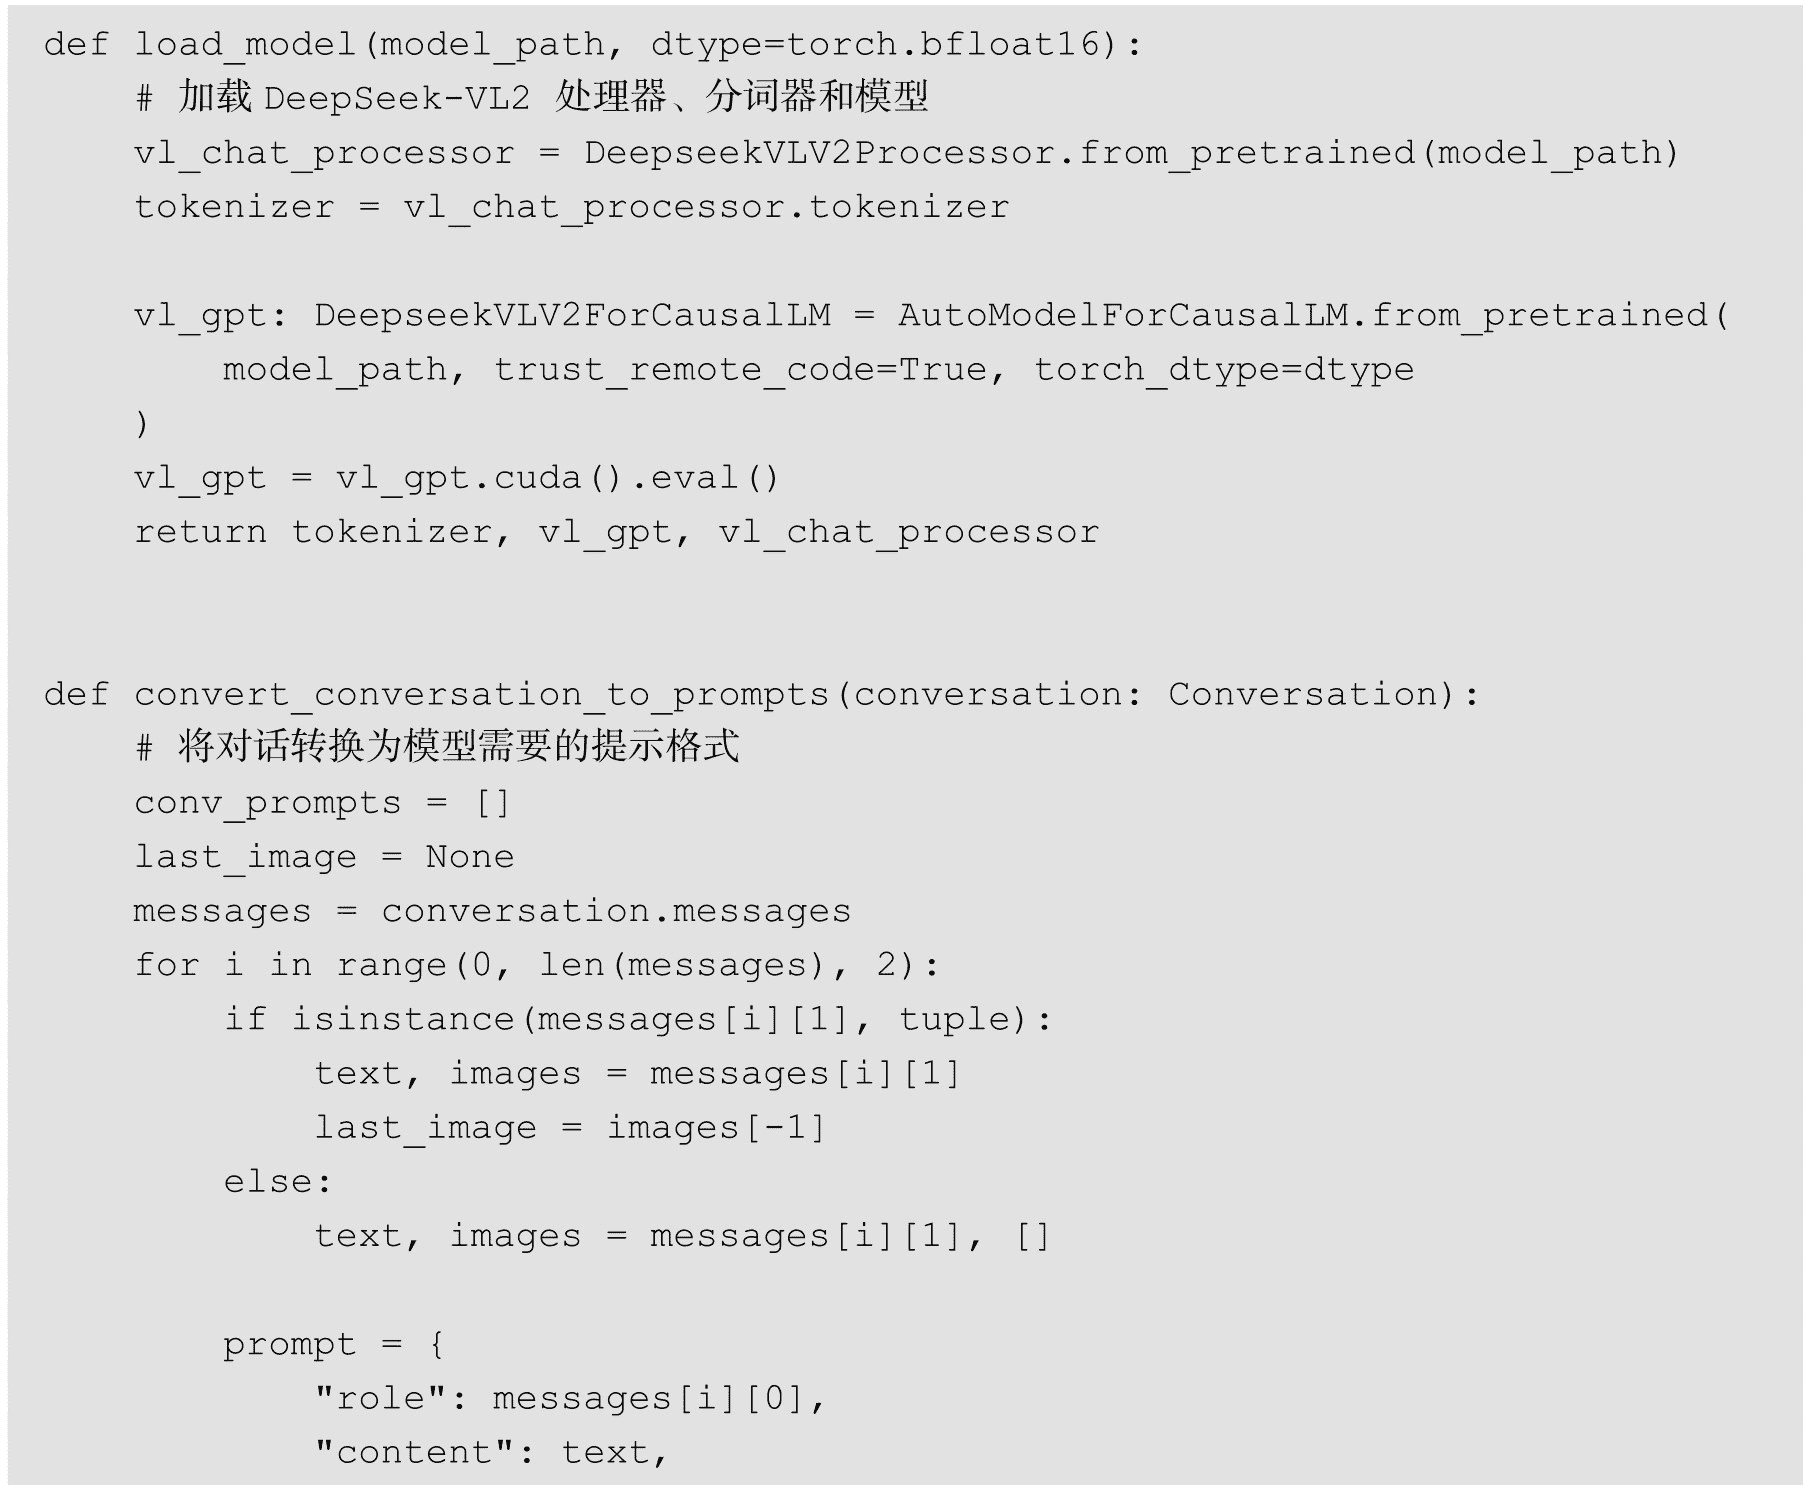 def load_model(model_path, dtype=torch.bfloat16):
    # 加载 DeepSeek-VL2 处理器、分词器和模型
    vl_chat_processor = DeepseekVLV2Processor.from_pretrained(model_path)
    tokenizer = vl_chat_processor.tokenizer

    vl_gpt: DeepseekVLV2ForCausalLM = AutoModelForCausalLM.from_pretrained(
        model_path, trust_remote_code=True, torch_dtype=dtype
    )
    vl_gpt = vl_gpt.cuda().eval()
    return tokenizer, vl_gpt, vl_chat_processor


def convert_conversation_to_prompts(conversation: Conversation):
    # 将对话转换为模型需要的提示格式
    conv_prompts = []
    last_image = None
    messages = conversation.messages
    for i in range(0, len(messages), 2):
        if isinstance(messages[i][1], tuple):
            text, images = messages[i][1]
            last_image = images[-1]
        else:
            text, images = messages[i][1], []

        prompt = {
            "role": messages[i][0],
            "content": text,